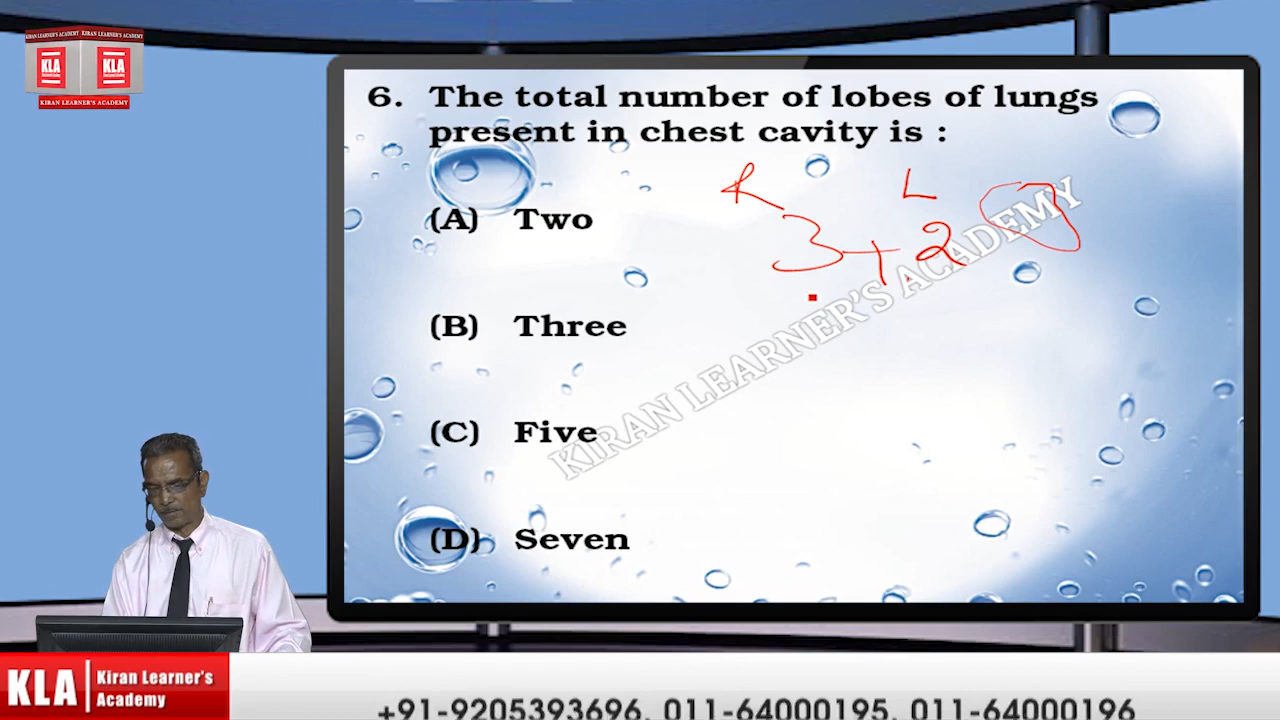 KIRAN LEARNER'S ACADEMY KIRAN LEARNER'S ACADEMY
KLA KLA
KIRAN LEARNER'S ACADEMY
6. The total number of lobes of lungs
present in chest cavity is :
R L
3 + 2
(A) Two
(B) Three
(C) Five
(D) Seven
KIRAN LEARNER'S ACADEMY
KLA Kiran Learner's
Academy
+91-9205393696, 011-64000195, 011-64000196